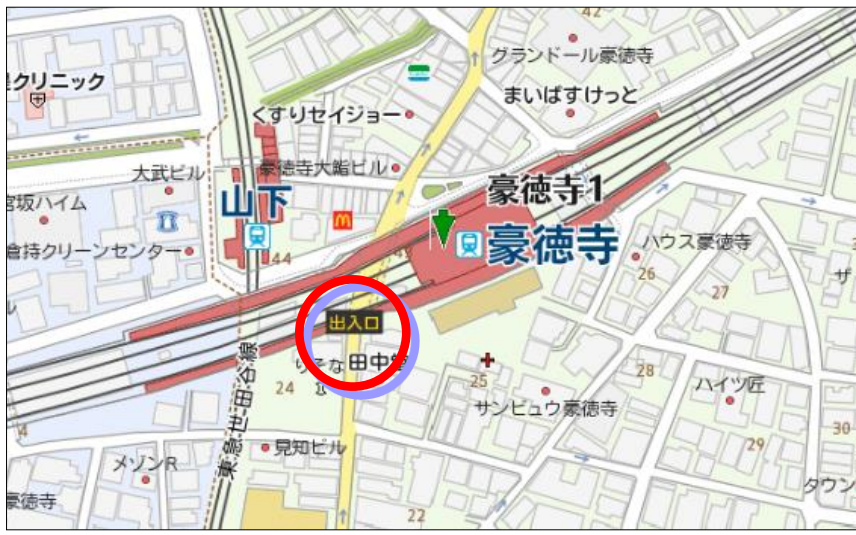 42
グランドール豪徳寺
クリニック
まいばすけっと
くすりセイジョー
大武ビル
豪徳寺大鮨ビル
豪徳寺1
宮坂ハイム
山下
豪徳寺
ハウス豪徳寺
倉持クリーンセンター
44
26
ザ
27
出入口
りそな
田中
28
24
25
ハイツ匠
サンビュウ豪徳寺
東急世田谷線
30
見知ビル
29
メゾンR
タウン
豪徳寺
22